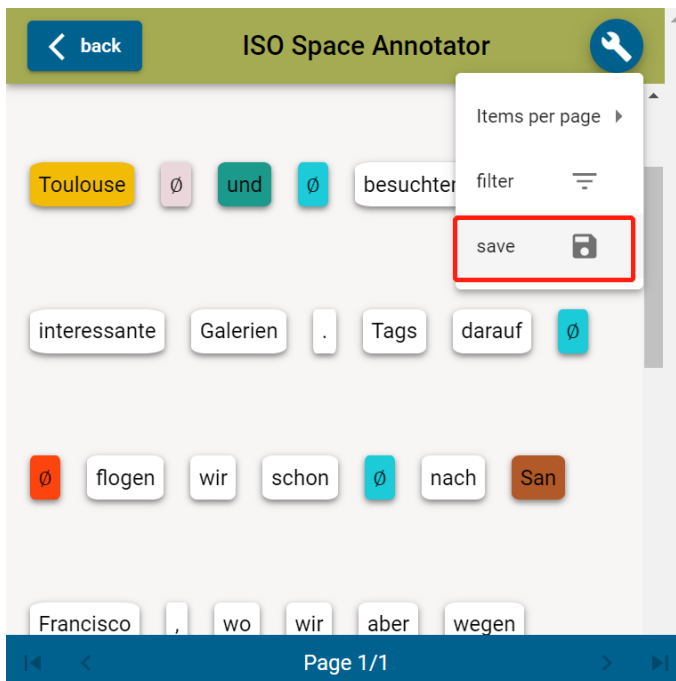 back ISO Space Annotator
Items per page
Toulouse Ø und Ø besuchten filter
save
interessante Galerien . Tags darauf Ø
Ø flogen wir schon Ø nach San
Francisco , wo wir aber wegen
Page 1/1